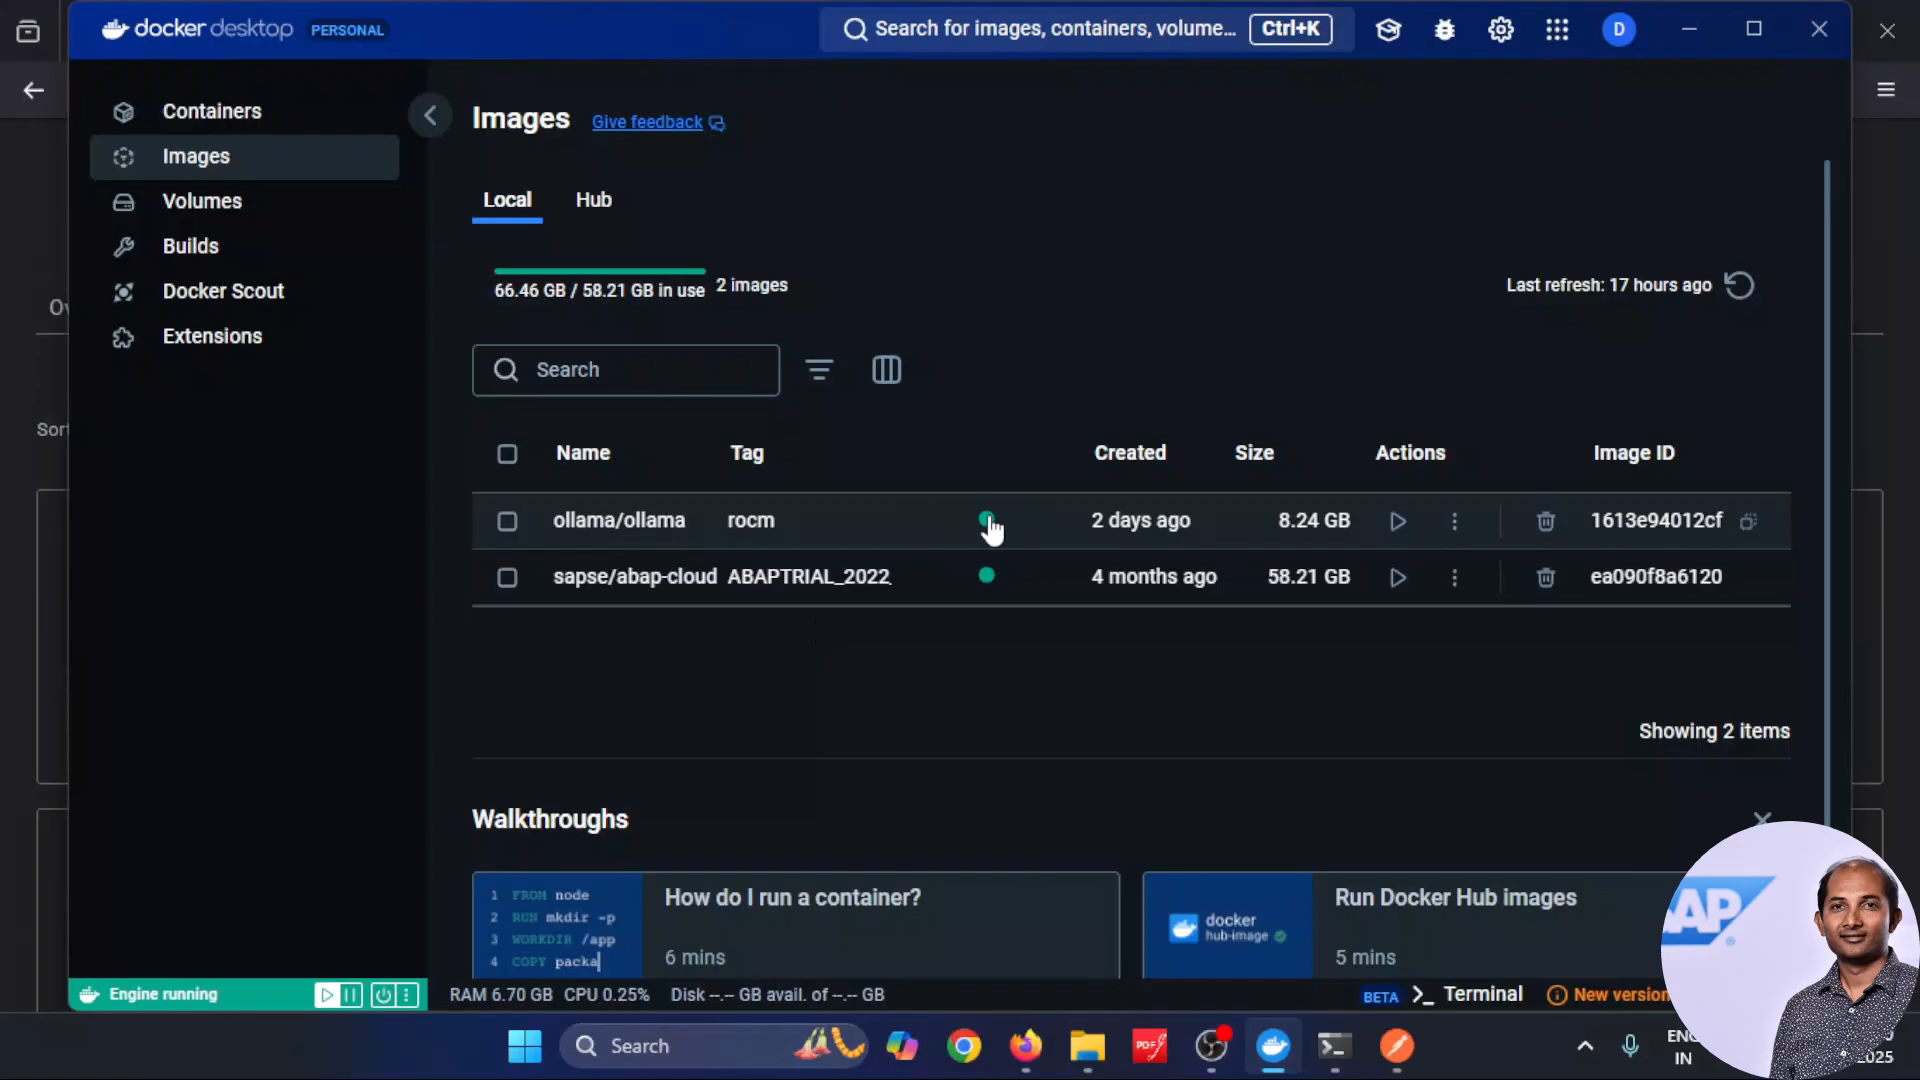 docker desktop PERSONAL
Search for images, containers, volume... Ctrl+K
D
Containers
Images
Volumes
Builds
Docker Scout
Extensions
Images Give feedback
Local Hub
66.46 GB / 58.21 GB in use 2 images
Last refresh: 17 hours ago
Search
Name Tag Created Size Actions Image ID
ollama/ollama rocm 2 days ago 8.24 GB 1613e94012cf
sapse/abap-cloud ABAPTRIAL_2022_ 4 months ago 58.21 GB ea090f8a6120
Showing 2 items
Walkthroughs
1 FROM node
2 RUN mkdir -p
3 WORKDIR /app
4 COPY packa
How do I run a container?
6 mins
docker
hub-image
Run Docker Hub images
5 mins
Engine running
RAM 6.70 GB CPU 0.25% Disk --.-- GB avail. of --.-- GB
BETA >_ Terminal
New version
Search
PDF
ENG
IN
2025